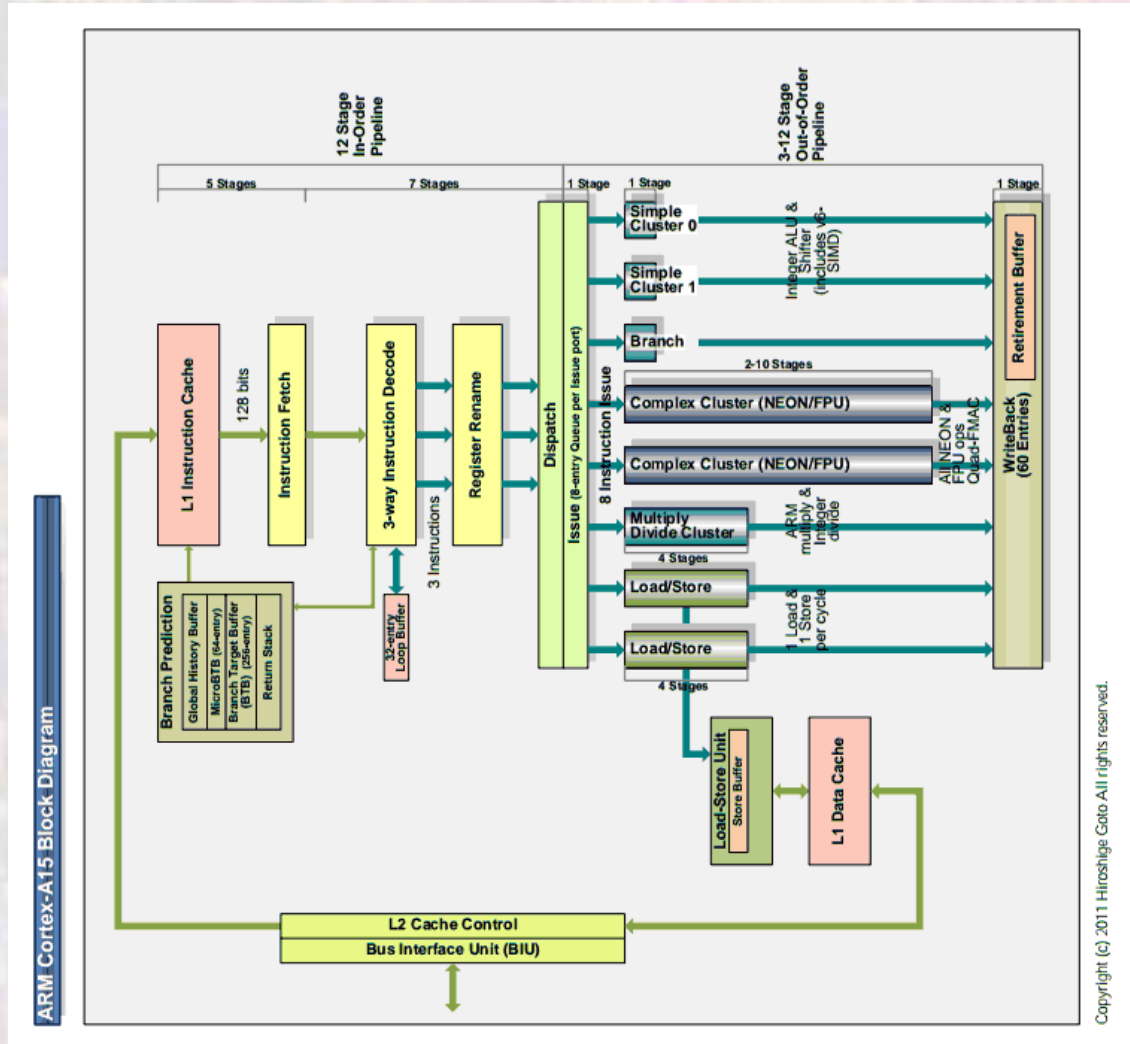 ARM Cortex-A15 Block Diagram
12 Stage
In-Order
Pipeline
3-12 Stage
Out-of-Order
Pipeline
5 Stages
7 Stages
1 Stage
1 Stage
1 Stage
L1 Instruction Cache
128 bits
Instruction Fetch
3-way Instruction Decode
Register Rename
3 Instructions
32-entry
Loop Buffer
Branch Prediction
Global History Buffer
MicroBTB (64-entry)
Branch Target Buffer
(BTB) (256-entry)
Return Stack
Dispatch
Issue (8-entry Queue per Issue port)
8 Instruction Issue
Simple
Cluster 0
Simple
Cluster 1
Integer ALU &
Shifter
(includes v6-
SIMD)
Branch
2-10 Stages
Complex Cluster (NEON/FPU)
Complex Cluster (NEON/FPU)
All NEON &
FPU ops
Quad-FMAC
Multiply
Divide Cluster
ARM
multiply &
Integer
divide
4 Stages
Load/Store
Load/Store
1 Load &
1 Store
per cycle
4 Stages
WriteBack
(60 Entries)
Retirement Buffer
Load-Store Unit
Store Buffer
L1 Data Cache
L2 Cache Control
Bus Interface Unit (BIU)
Copyright (c) 2011 Hiroshige Goto All rights reserved.